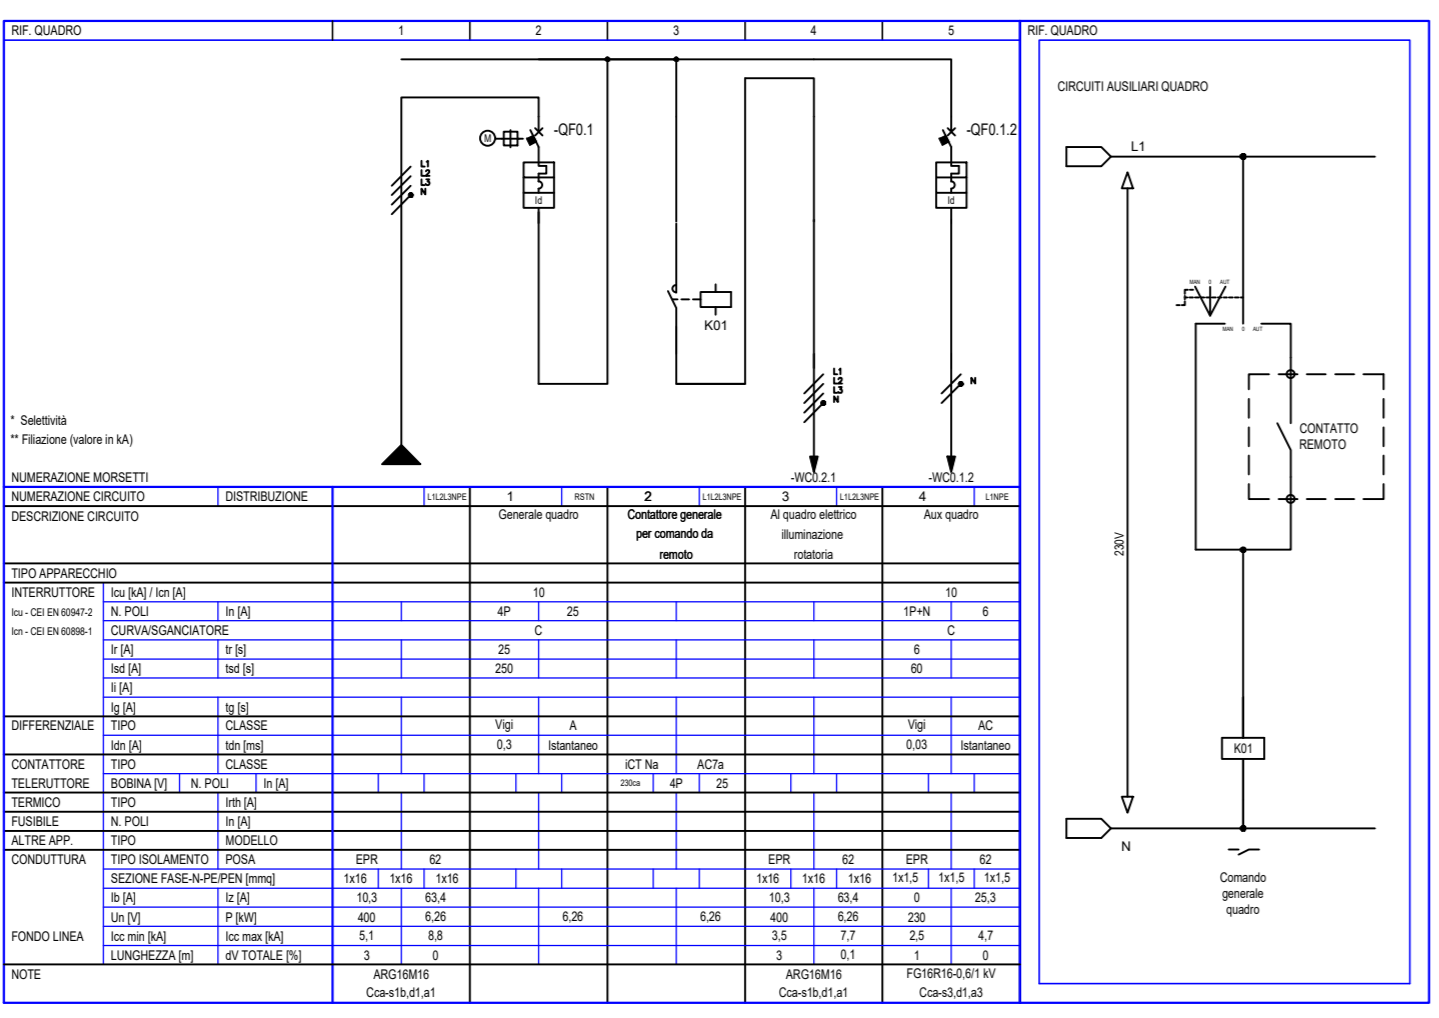 RIF. QUADRO 1 2 3 4 5 RIF. QUADRO
CIRCUITI AUSILIARI QUADRO
-QF0.1 -QF0.1.2
M
L1
L2
L3
N
Id Id
K01
L1
L2
L3
N
N
* Selettività
** Filiazione (valore in kA)
NUMERAZIONE MORSETTI -WC0.2.1 -WC0.1.2
NUMERAZIONE CIRCUITO DISTRIBUZIONE L1L2L3NPE 1 RSTN 2 L1L2L3NPE 3 L1L2L3NPE 4 L1NPE
DESCRIZIONE CIRCUITO Generale quadro Contattore generale Al quadro elettrico Aux quadro
per comando da illuminazione
remoto rotatoria
TIPO APPARECCHIO
INTERRUTTORE Icu [kA] / Icn [A] 10 10
Icu - CEI EN 60947-2 N. POLI In [A] 4P 25 1P+N 6
Icn - CEI EN 60898-1 CURVA/SGANCIATORE C C
Ir [A] tr [s] 25 6
Isd [A] tsd [s] 250 60
Ii [A]
Ig [A] tg [s]
DIFFERENZIALE TIPO CLASSE Vigi A Vigi AC
Idn [A] tdn [ms] 0,3 Istantaneo 0,03 Istantaneo
CONTATTORE TIPO CLASSE iCT Na AC7a
TELERUTTORE BOBINA [V] N. POLI In [A] 230ca 4P 25
TERMICO TIPO Irth [A]
FUSIBILE N. POLI In [A]
ALTRE APP. TIPO MODELLO
CONDUTTURA TIPO ISOLAMENTO POSA EPR 62 EPR 62 EPR 62
SEZIONE FASE-N-PE/PEN [mmq] 1x16 1x16 1x16 1x16 1x16 1x16 1x1,5 1x1,5 1x1,5
Ib [A] Iz [A] 10,3 63,4 10,3 63,4 0 25,3
Un [V] P [kW] 400 6,26 6,26 6,26 400 6,26 230
FONDO LINEA Icc min [kA] Icc max [kA] 5,1 8,8 3,5 7,7 2,5 4,7
LUNGHEZZA [m] dV TOTALE [%] 3 0 3 0,1 1 0
NOTE ARG16M16 ARG16M16 FG16R16-0,6/1 kV
Cca-s1b,d1,a1 Cca-s1b,d1,a1 Cca-s3,d1,a3
L1
MAN 0 AUT
MAN 0 AUT
CONTATTO
REMOTO
230V
K01
N
Comando
generale
quadro